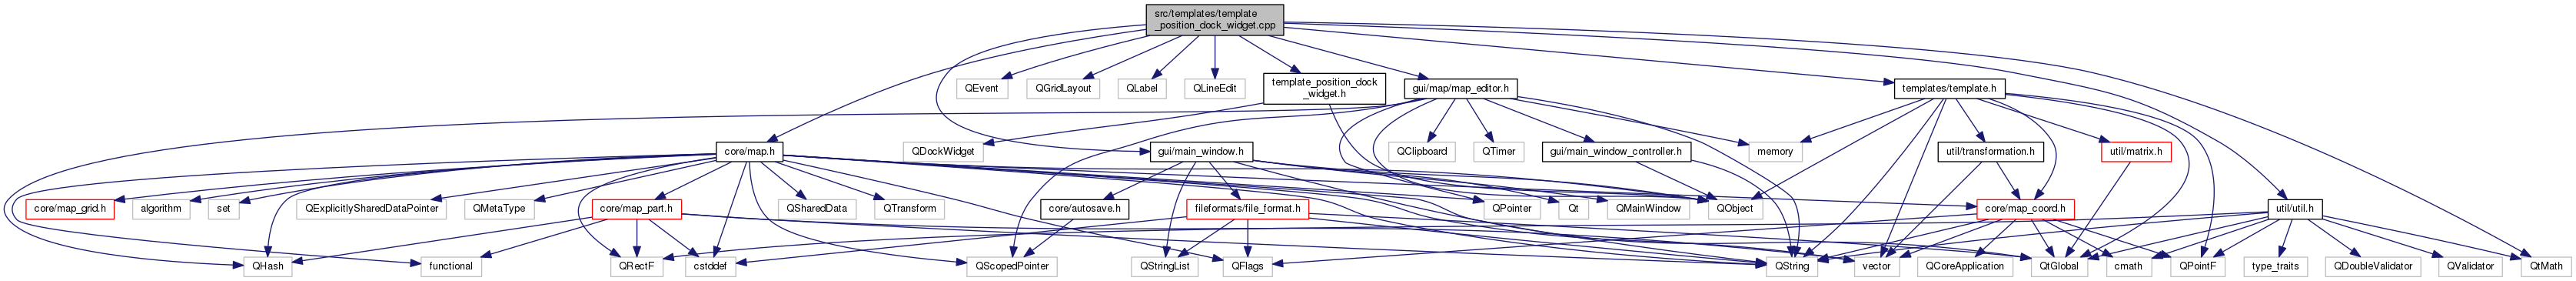 src/templates/template
_position_dock_widget.cpp
QEvent
QGridLayout
QLabel
QLineEdit
template_position_dock
_widget.h
gui/map/map_editor.h
templates/template.h
core/map.h
QDockWidget
gui/main_window.h
QClipboard
QTimer
gui/main_window_controller.h
memory
util/transformation.h
util/matrix.h
core/map_grid.h
algorithm
set
QExplicitlySharedDataPointer
QMetaType
core/map_part.h
QSharedData
QTransform
core/autosave.h
fileformats/file_format.h
QPointer
Qt
QMainWindow
QObject
core/map_coord.h
util/util.h
QHash
functional
QRectF
cstddef
QScopedPointer
QStringList
QFlags
QString
vector
QCoreApplication
QtGlobal
cmath
QPointF
type_traits
QDoubleValidator
QValidator
QtMath